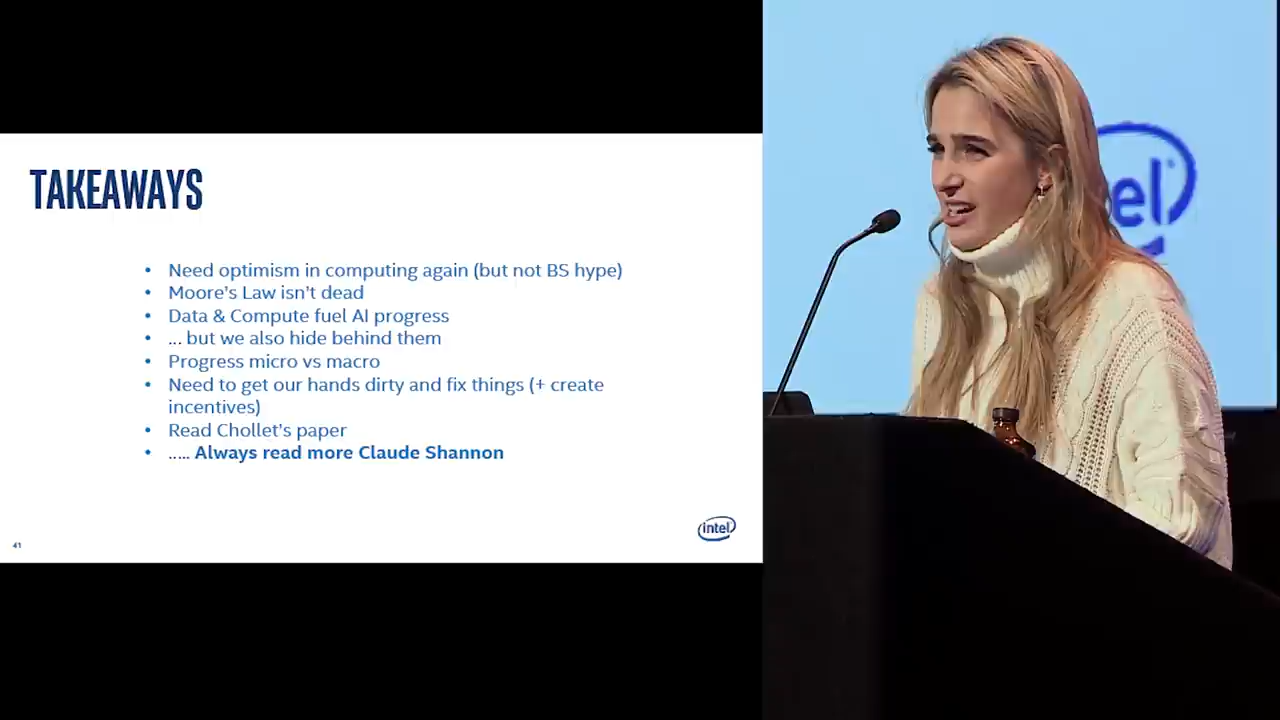 TAKEAWAYS
• Need optimism in computing again (but not BS hype)
• Moore's Law isn't dead
• Data & Compute fuel AI progress
• ... but we also hide behind them
• Progress micro vs macro
• Need to get our hands dirty and fix things (+ create
incentives)
• Read Chollet's paper
• ..... Always read more Claude Shannon
41
intel
tel